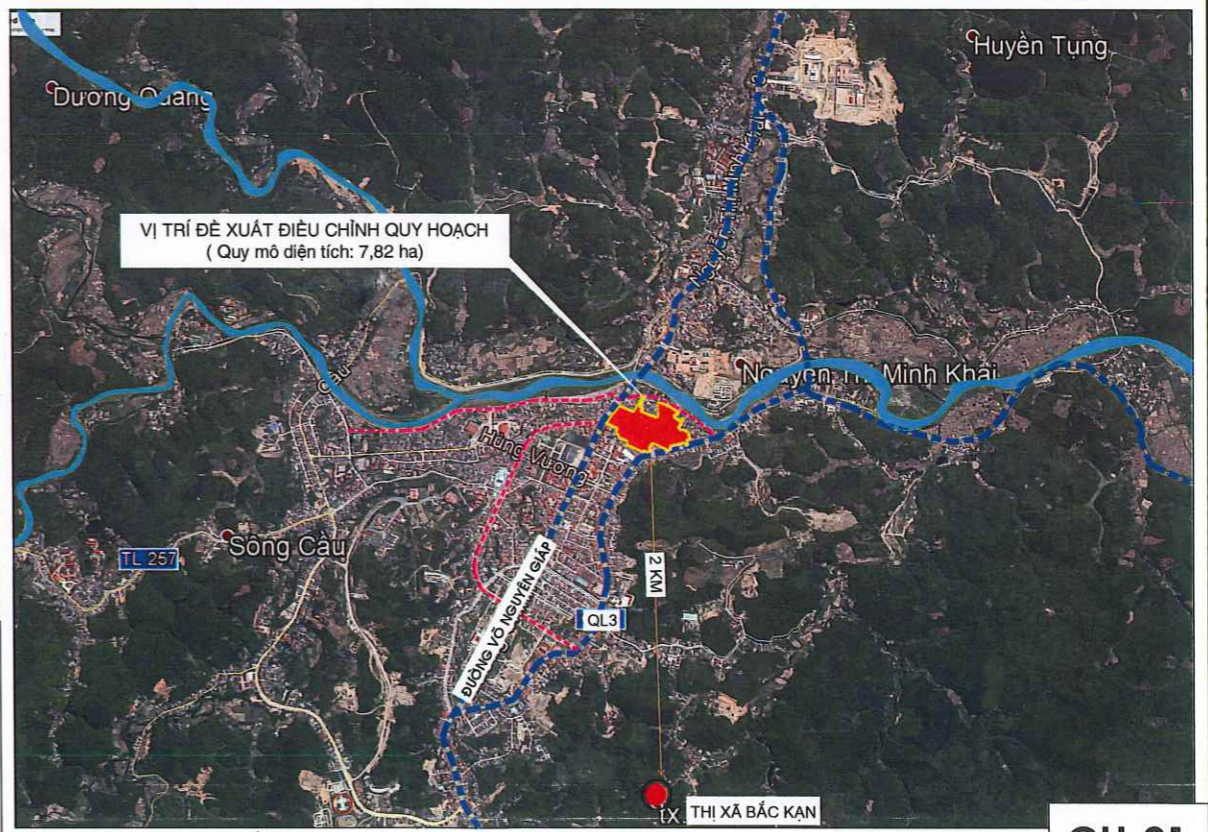 Huyền Tụng
Dương Quang
VỊ TRÍ ĐỀ XUẤT ĐIỀU CHỈNH QUY HOẠCH
( Quy mô diện tích: 7,82 ha)
Nguyễn Thị Minh Khai
Cầu
Hùng Vương
Sông Cầu
TL 257
2 KM
ĐƯỜNG VÕ NGUYÊN GIÁP
QL3
TX
THỊ XÃ BẮC KẠN